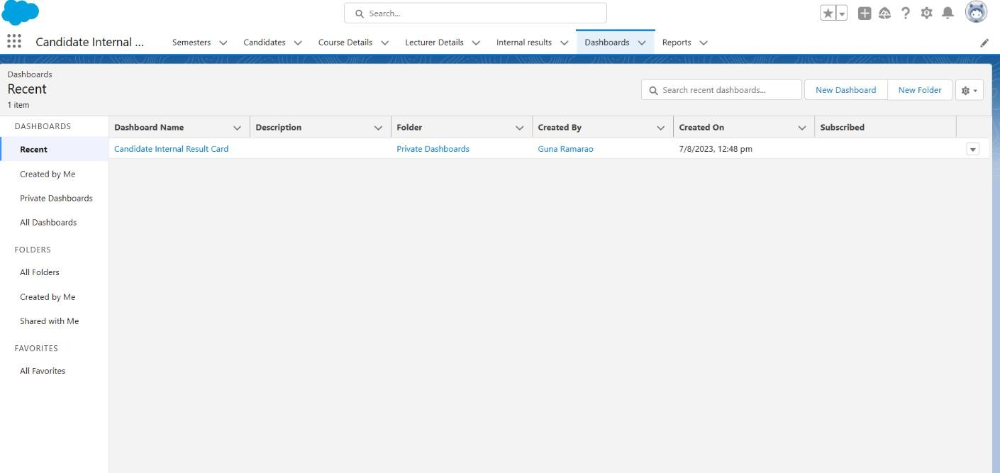 Search...
Candidate Internal ... Semesters Candidates Course Details Lecturer Details Internal results Dashboards Reports
Dashboards
Recent
1 item
Search recent dashboards... New Dashboard New Folder
DASHBOARDS
Recent
Created by Me
Private Dashboards
All Dashboards
FOLDERS
All Folders
Created by Me
Shared with Me
FAVORITES
All Favorites
Dashboard Name Description Folder Created By Created On Subscribed
Candidate Internal Result Card Private Dashboards Guna Ramarao 7/8/2023, 12:48 pm